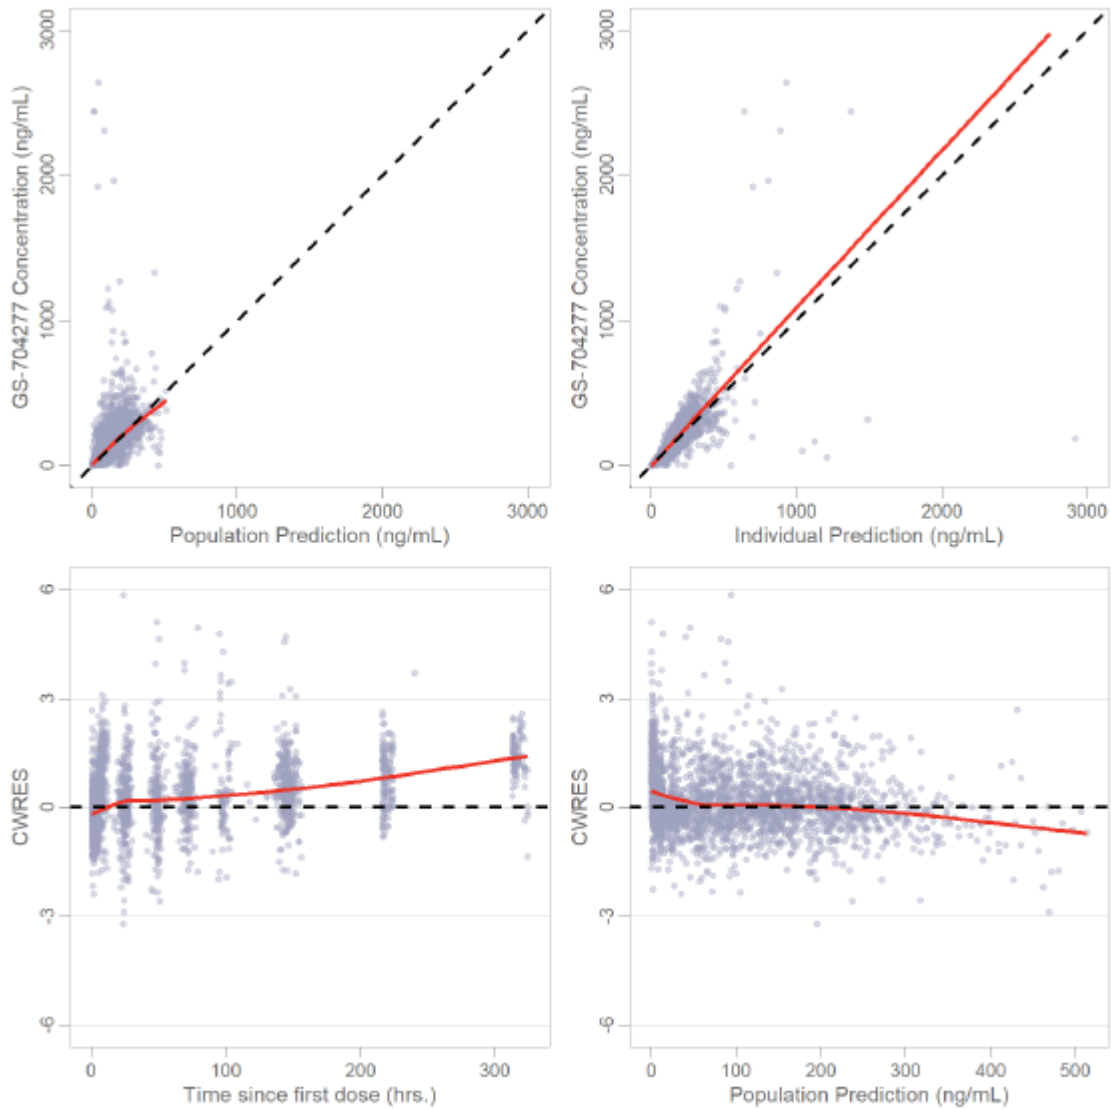 GS-704277 Concentration (ng/mL)
3000
2000
1000
0
0 1000 2000 3000
Population Prediction (ng/mL)
GS-704277 Concentration (ng/mL)
3000
2000
1000
0
0 1000 2000 3000
Individual Prediction (ng/mL)
CWRES
6
3
0
-3
-6
0 100 200 300
Time since first dose (hrs.)
CWRES
6
3
0
-3
-6
0 100 200 300 400 500
Population Prediction (ng/mL)